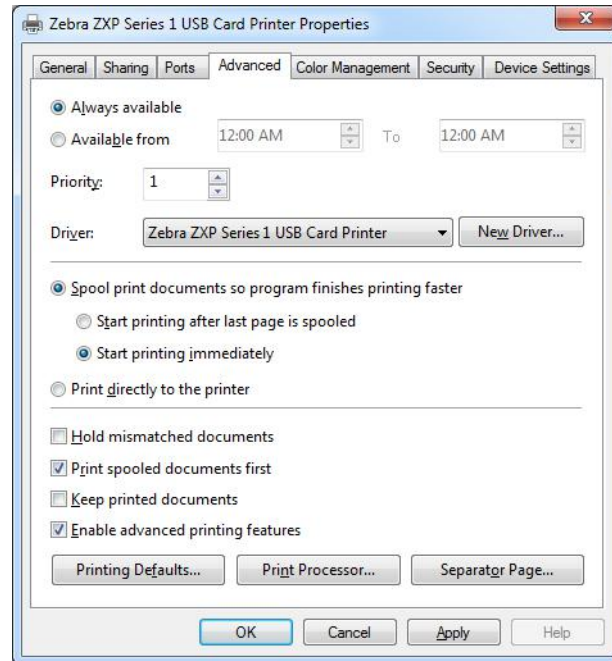 Zebra ZXP Series 1 USB Card Printer Properties
General Sharing Ports Advanced Color Management Security Device Settings
Always available
Available from 12:00 AM To 12:00 AM
Priority: 1
Driver: Zebra ZXP Series 1 USB Card Printer New Driver...
Spool print documents so program finishes printing faster
Start printing after last page is spooled
Start printing immediately
Print directly to the printer
Hold mismatched documents
Print spooled documents first
Keep printed documents
Enable advanced printing features
Printing Defaults... Print Processor... Separator Page...
OK Cancel Apply Help